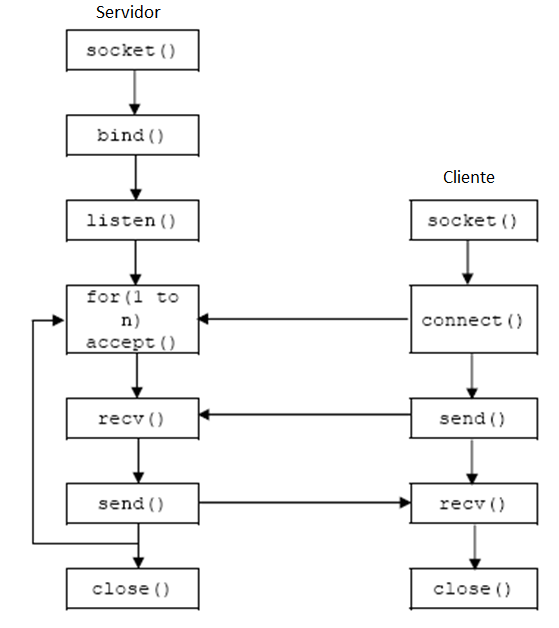 Servidor
socket()
bind()
listen()
for(1 to
n)
accept()
recv()
send()
close()
Cliente
socket()
connect()
send()
recv()
close()